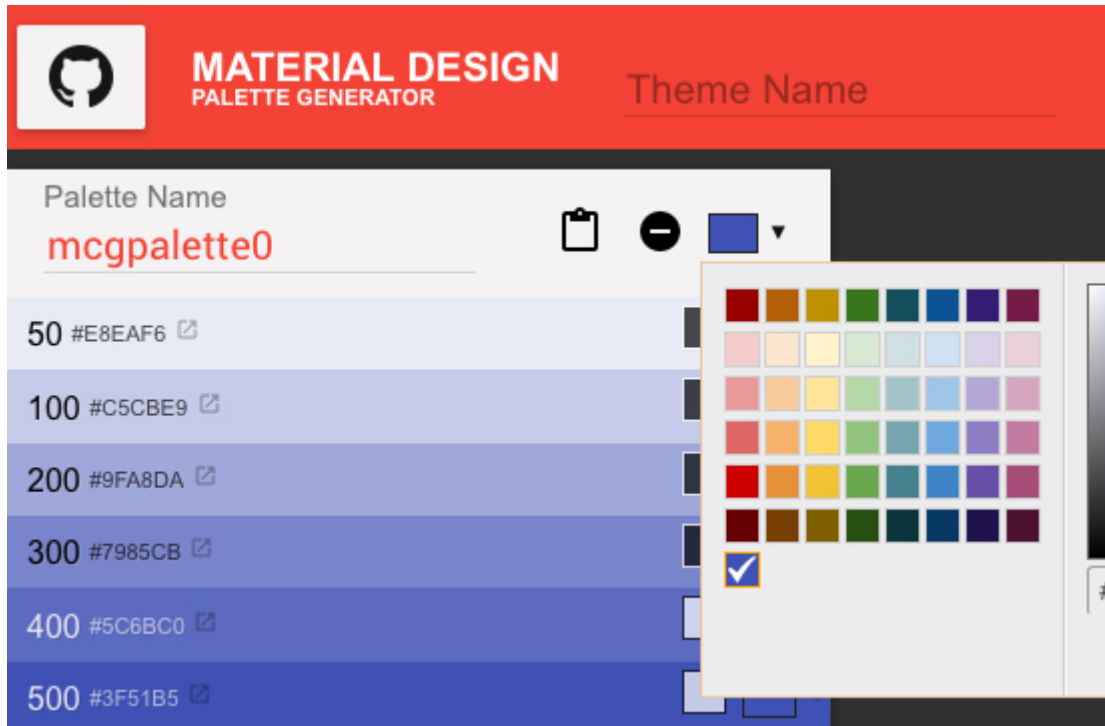 MATERIAL DESIGN
PALETTE GENERATOR
Theme Name
Palette Name
mcgpalette0
50 #E8EAF6
100 #C5CBE9
200 #9FA8DA
300 #7985CB
400 #5C6BC0
500 #3F51B5
#